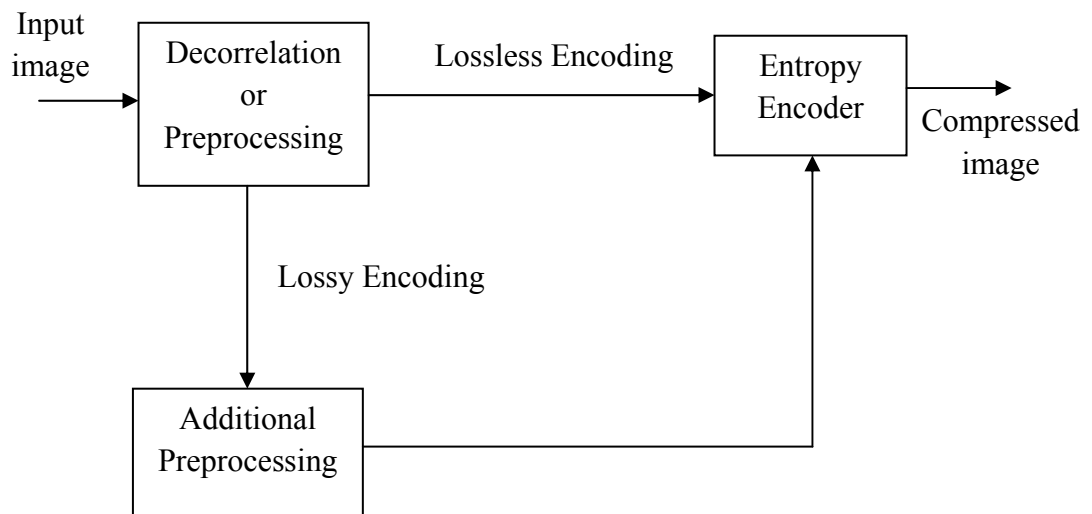 Input
image
Decorrelation
or
Preprocessing
Lossless Encoding
Entropy
Encoder
Compressed
image
Lossy Encoding
Additional
Preprocessing